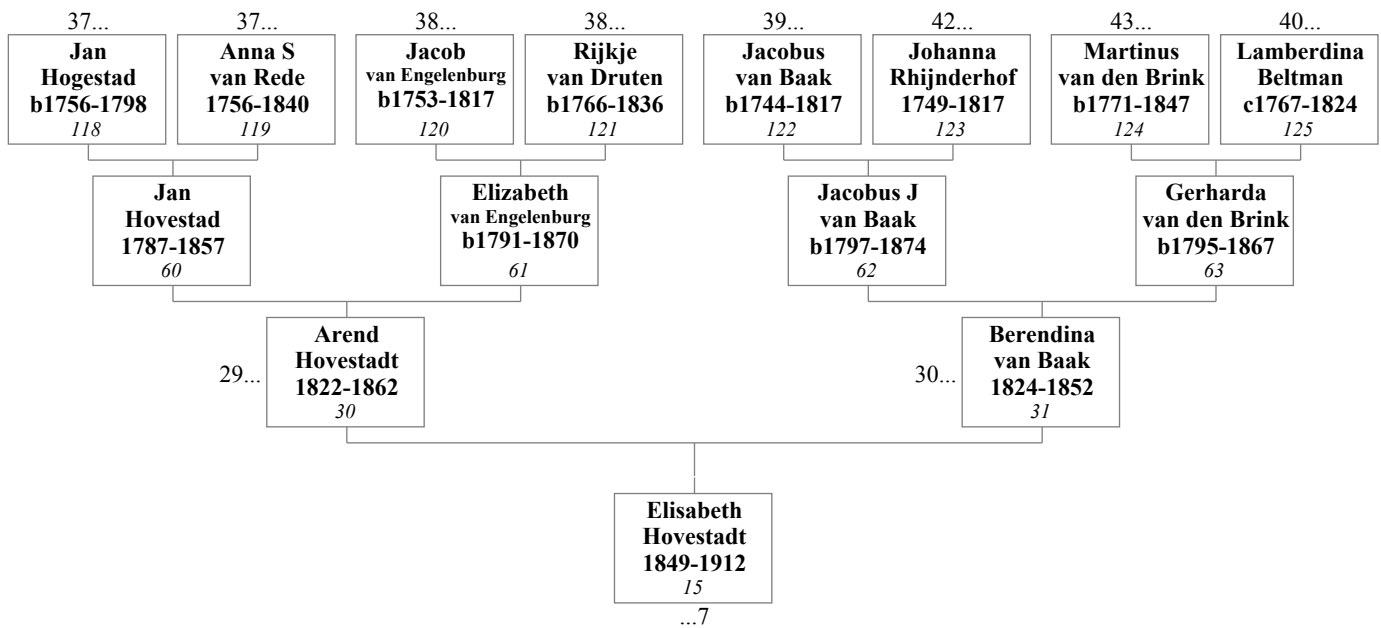 37...
37...
38...
38...
39...
42...
43...
40...
Jan
Hogestad
b1756-1798
118
Anna S
van Rede
1756-1840
119
Jacob
van Engelenburg
b1753-1817
120
Rijkje
van Druten
b1766-1836
121
Jacobus
van Baak
b1744-1817
122
Johanna
Rhijnderhof
1749-1817
123
Martinus
van den Brink
b1771-1847
124
Lamberdina
Beltman
c1767-1824
125
Jan
Hovestad
1787-1857
60
Elizabeth
van Engelenburg
b1791-1870
61
Jacobus J
van Baak
b1797-1874
62
Gerharda
van den Brink
b1795-1867
63
29...
Arend
Hovestadt
1822-1862
30
30...
Berendina
van Baak
1824-1852
31
Elisabeth
Hovestadt
1849-1912
15
...7